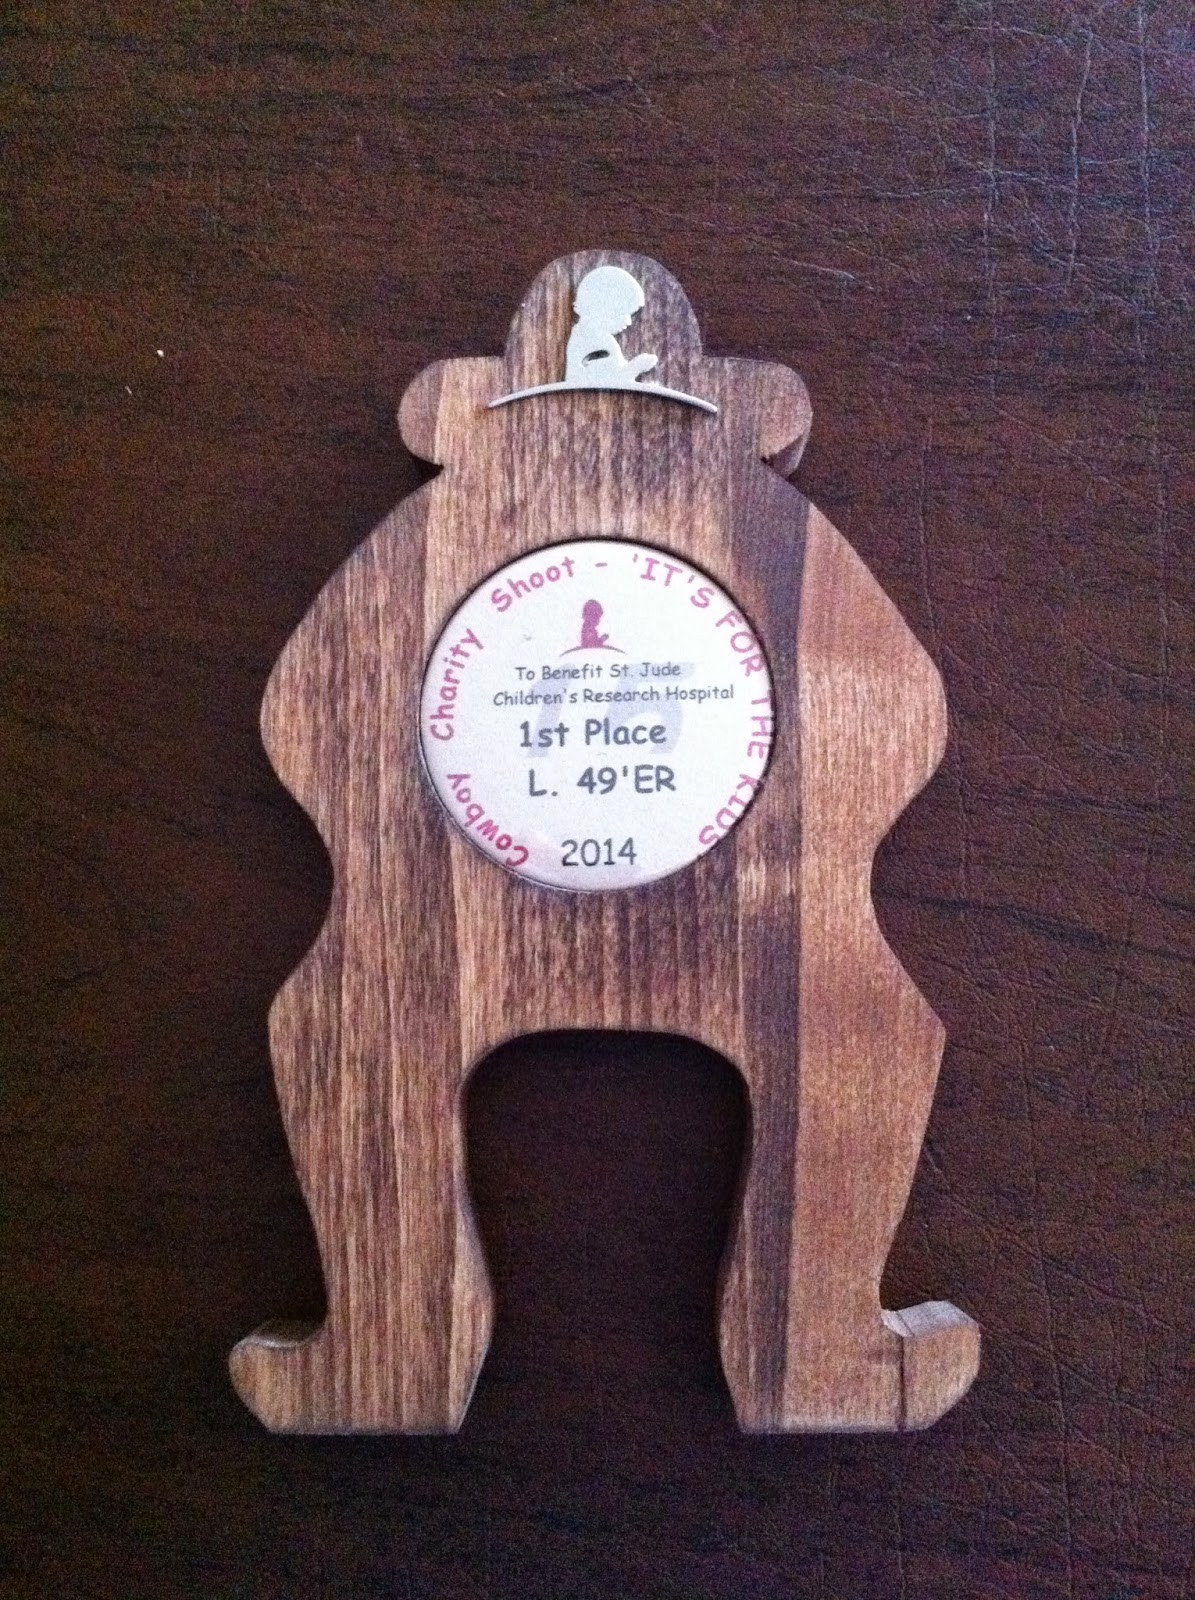 Cowboy Charity Shoot - 'IT'S FOR THE KIDS'
To Benefit St. Jude
Children's Research Hospital
1st Place
L. 49'ER
2014